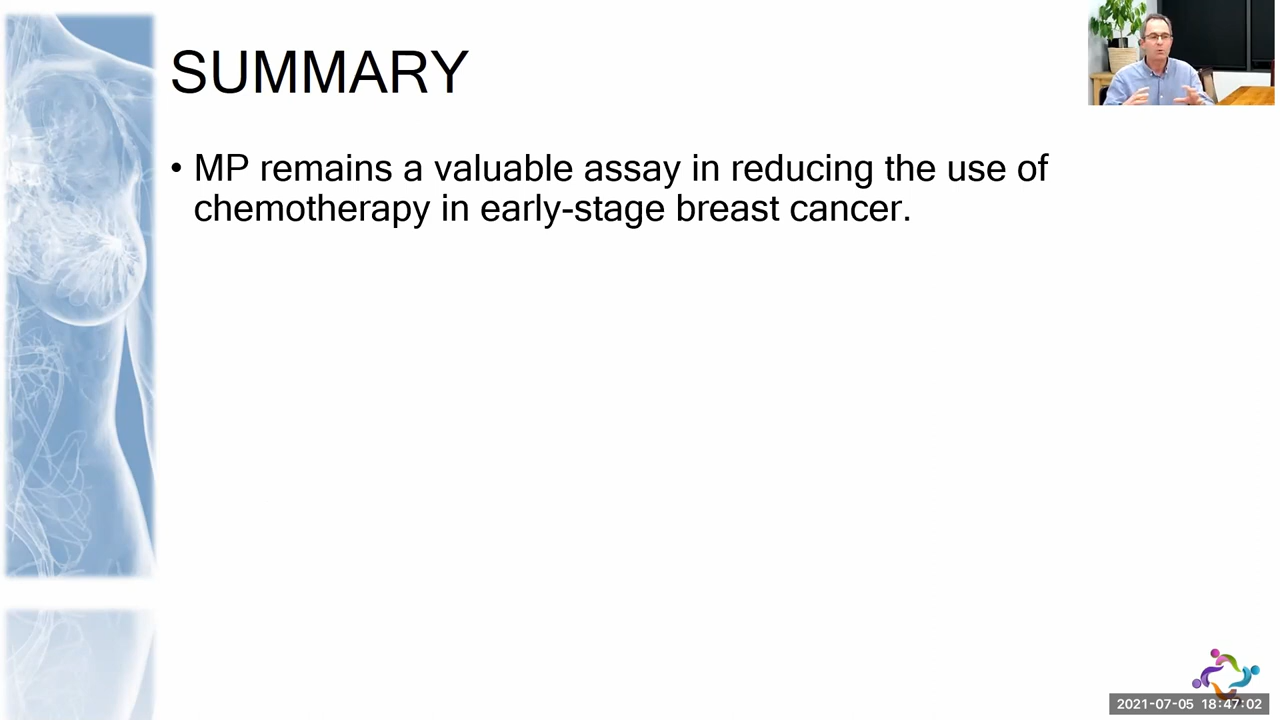 SUMMARY
• MP remains a valuable assay in reducing the use of
chemotherapy in early-stage breast cancer.
2021-07-05 18:47:02